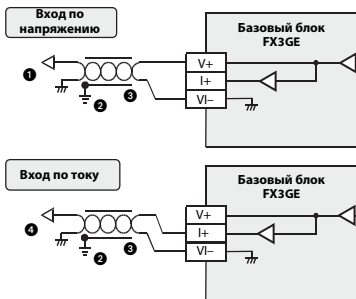 Вход по
напряжению
Базовый блок
FX3GE
V+
I+
VI–
❶
❷
❸
Вход по току
Базовый блок
FX3GE
V+
I+
VI–
❹
❷
❸